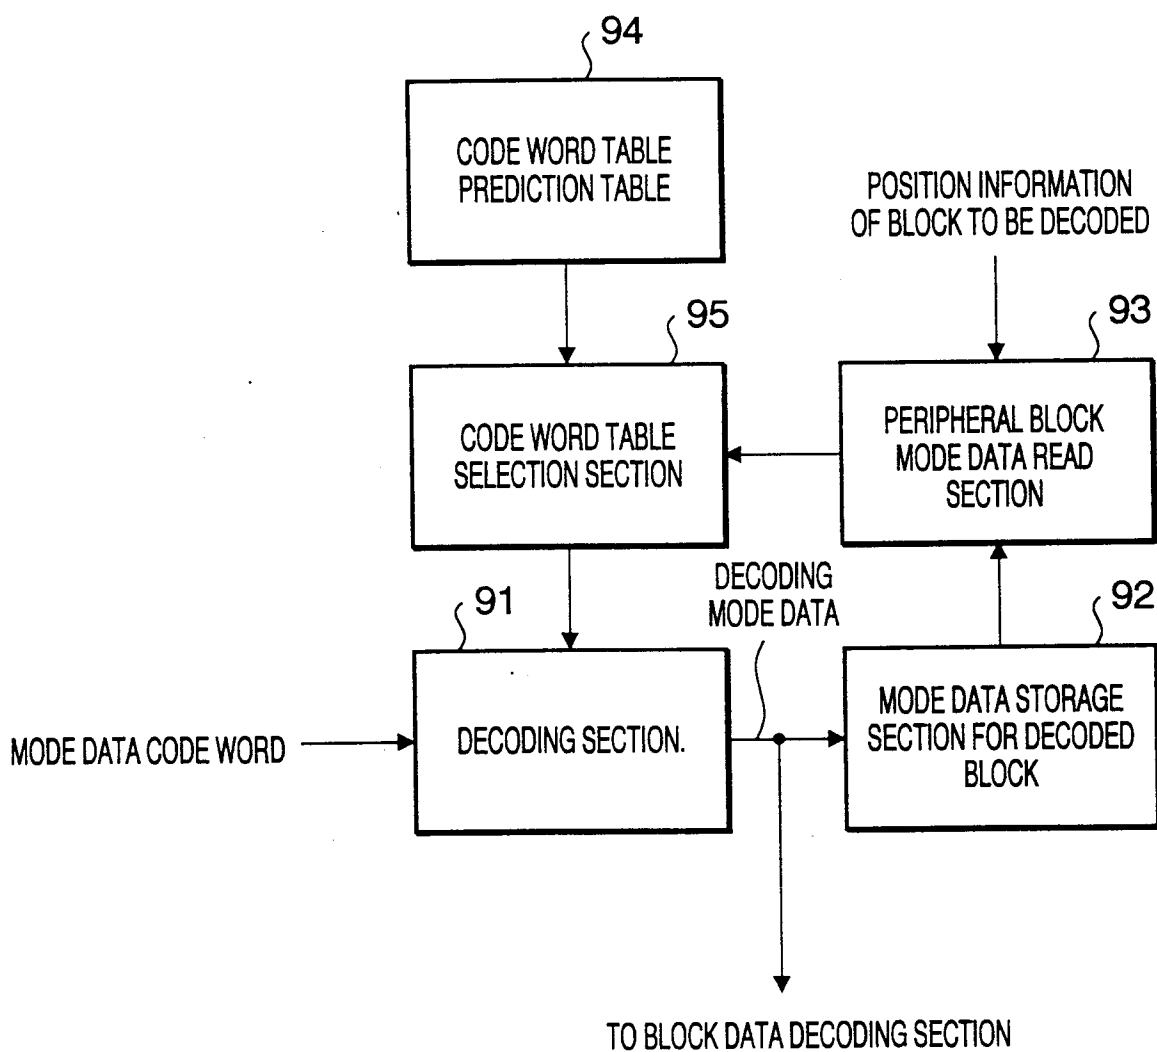 94
CODE WORD TABLE
PREDICTION TABLE
POSITION INFORMATION
OF BLOCK TO BE DECODED
95
93
CODE WORD TABLE
SELECTION SECTION
PERIPHERAL BLOCK
MODE DATA READ
SECTION
91
DECODING
MODE DATA
92
MODE DATA CODE WORD
DECODING SECTION.
MODE DATA STORAGE
SECTION FOR DECODED
BLOCK
TO BLOCK DATA DECODING SECTION